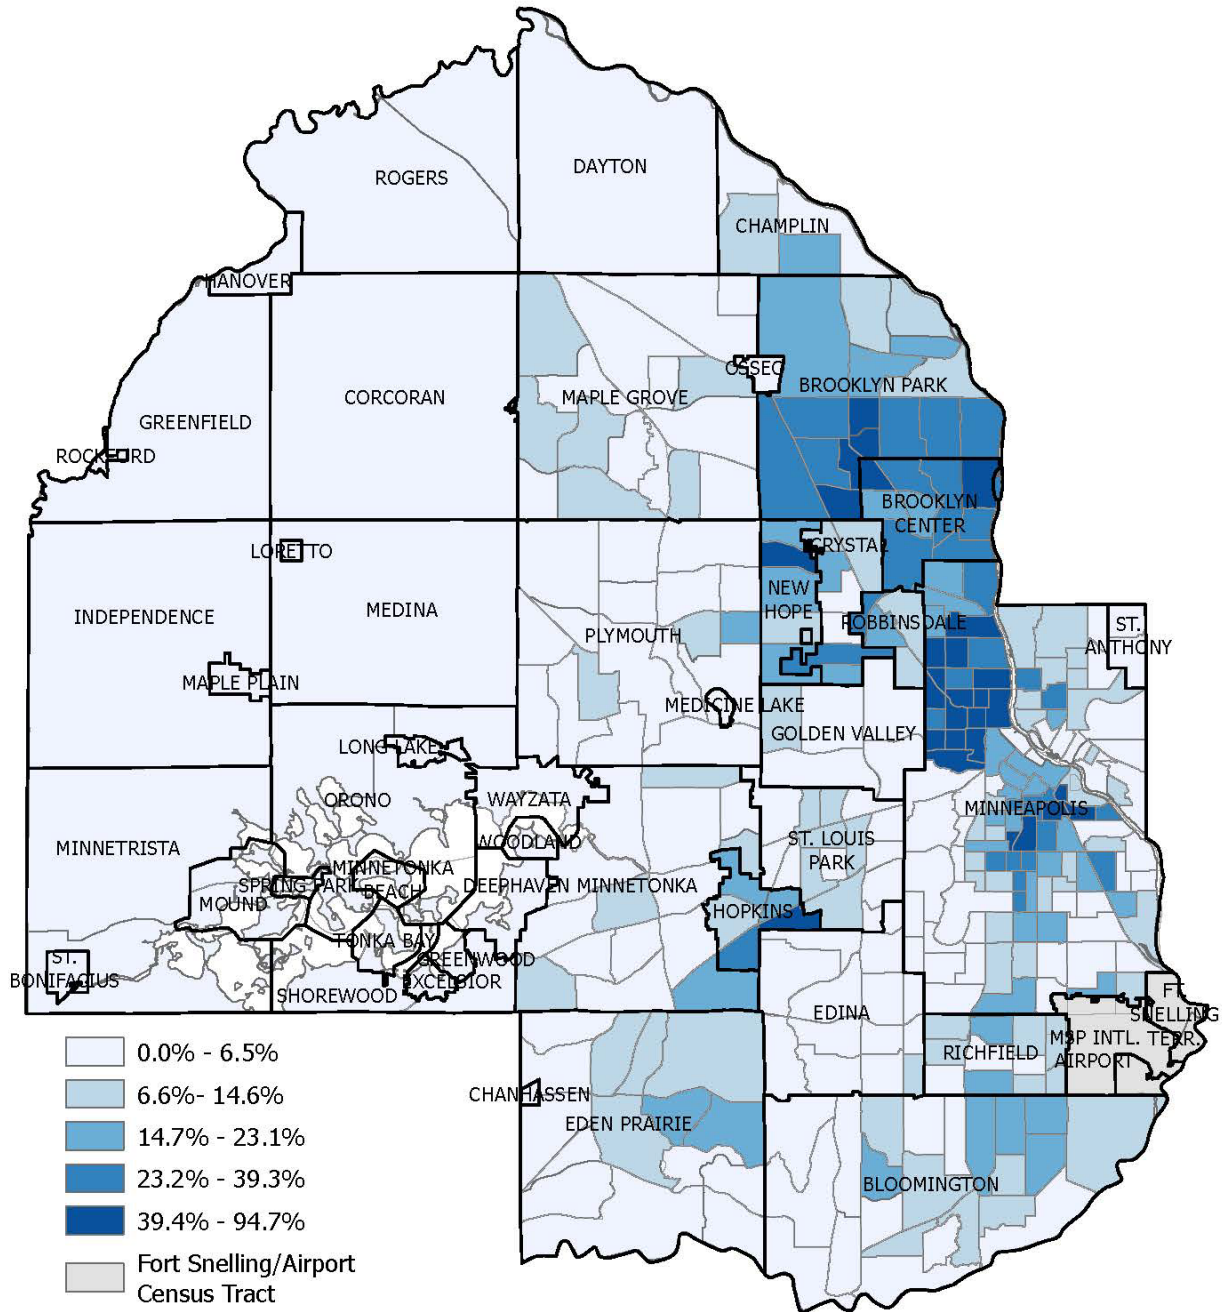 ROGERS
DAYTON
CHAMPLIN
HANOVER
OSSEO
BROOKLYN PARK
CORCORAN
MAPLE GROVE
GREENFIELD
ROCKFORD
BROOKLYN
CENTER
LORETTO
CRYSTAL
INDEPENDENCE
MEDINA
NEW
HOPE
PLYMOUTH
ROBBINSDALE
ST.
ANTHONY
MAPLE PLAIN
MEDICINE LAKE
GOLDEN VALLEY
LONG LAKE
ORONO
WAYZATA
MINNEAPOLIS
WOODLAND
ST. LOUIS
PARK
MINNETRISTA
MINNETONKA
BEACH
SPRING PARK
DEEPHAVEN
MINNETONKA
MOUND
HOPKINS
TONKA BAY
GREENWOOD
ST.
BONIFACIUS
EXCELSIOR
SHOREWOOD
EDINA
FT.
SNELLING
TERR.
MSP INTL.
AIRPORT
RICHFIELD
CHANHASSEN
EDEN PRAIRIE
BLOOMINGTON
0.0% - 6.5%
6.6%- 14.6%
14.7% - 23.1%
23.2% - 39.3%
39.4% - 94.7%
Fort Snelling/Airport
Census Tract